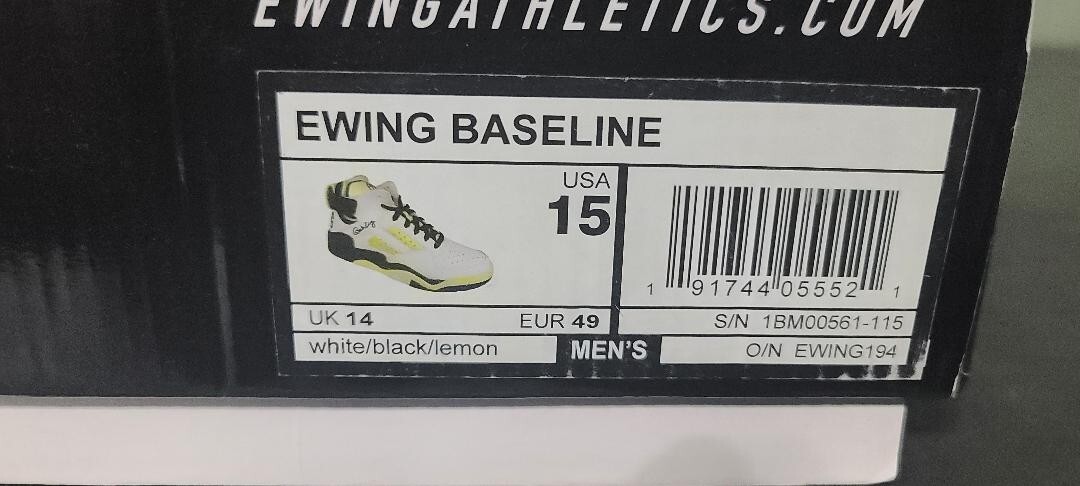 EWINGATHLETICS.COM
EWING BASELINE
USA
15
1 91744 05552 1
UK 14 EUR 49
S/N 1BM00561-115
white/black/lemon MEN'S
O/N EWING194